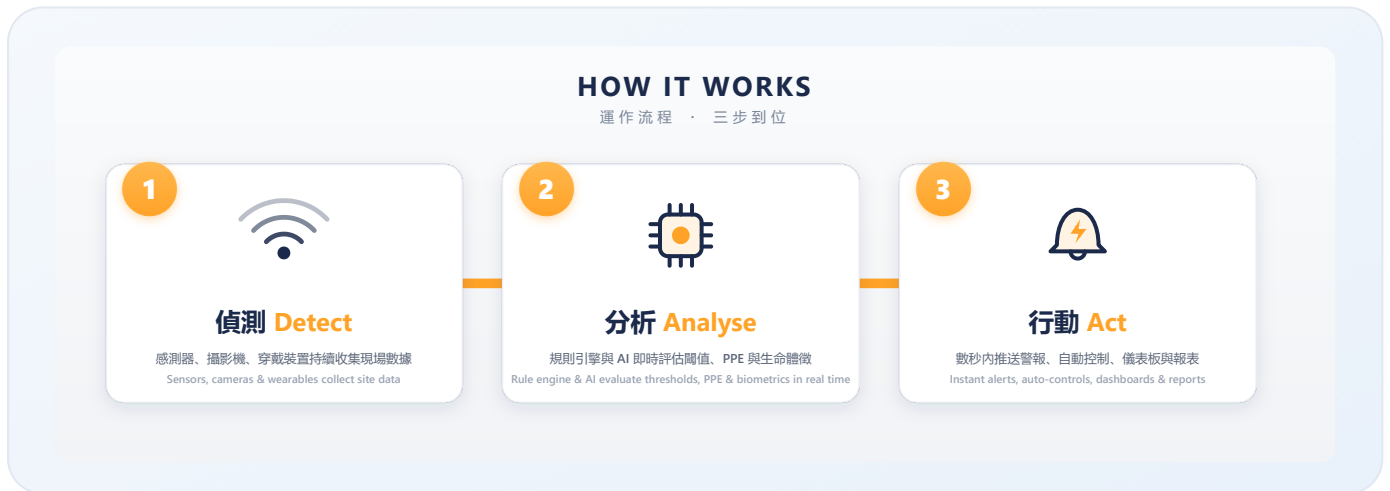 HOW IT WORKS
運作流程 · 三步到位
1
偵測 Detect
感測器、攝影機、穿戴裝置持續收集現場數據
Sensors, cameras & wearables collect site data
2
分析 Analyse
規則引擎與 AI 即時評估閾值、PPE 與生命體徵
Rule engine & AI evaluate thresholds, PPE & biometrics in real time
3
行動 Act
數秒內推送警報、自動控制、儀表板與報表
Instant alerts, auto-controls, dashboards & reports